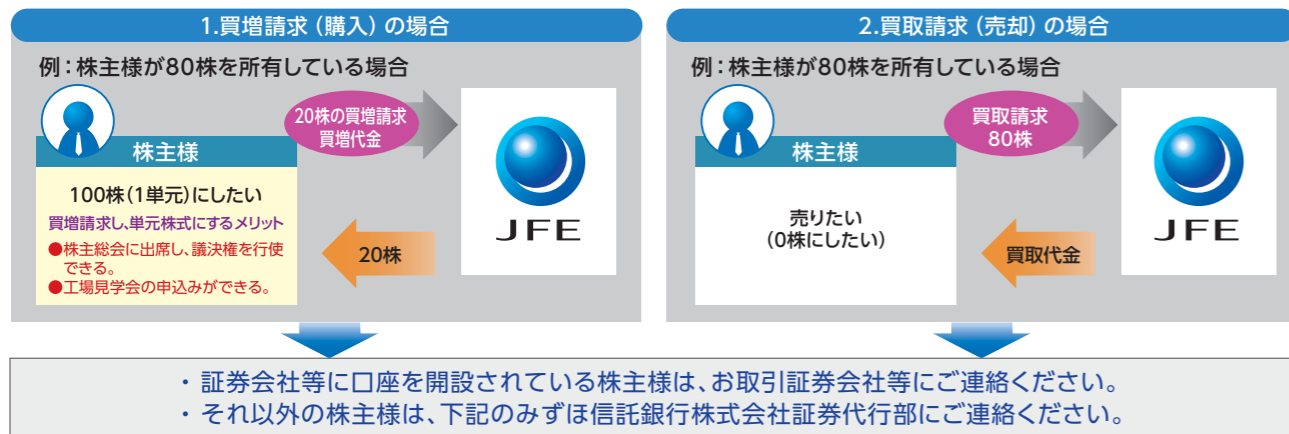 1.買増請求（購入）の場合
例：株主様が80株を所有している場合
株主様
100株（1単元）にしたい
買増請求し、単元株式にするメリット
●株主総会に出席し、議決権を行使
できる。
●工場見学会の申込みができる。
20株の買増請求
買増代金
20株
JFE
2.買取請求（売却）の場合
例：株主様が80株を所有している場合
株主様
売りたい
（0株にしたい）
買取請求
80株
買取代金
JFE
・証券会社等に口座を開設されている株主様は、お取引証券会社等にご連絡ください。
・それ以外の株主様は、下記のみずほ信託銀行株式会社証券代行部にご連絡ください。